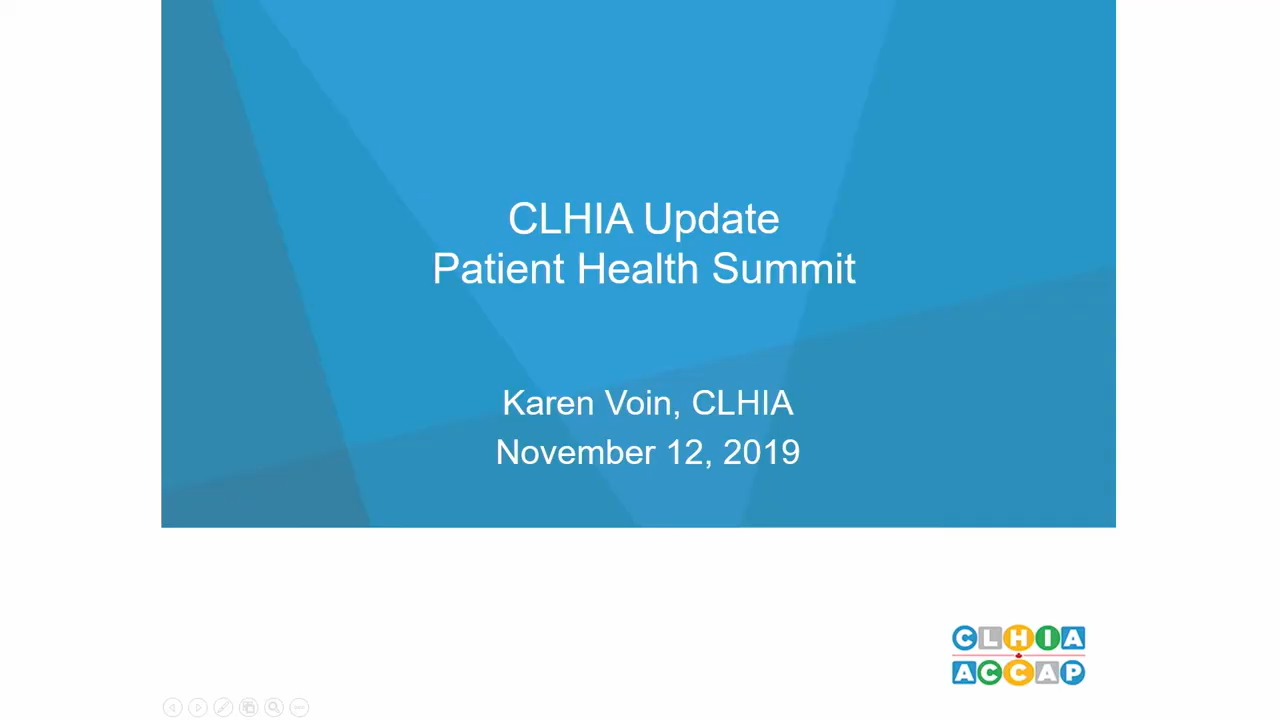 CLHIA Update
Patient Health Summit
Karen Voin, CLHIA
November 12, 2019
CLHIA
ACCAP